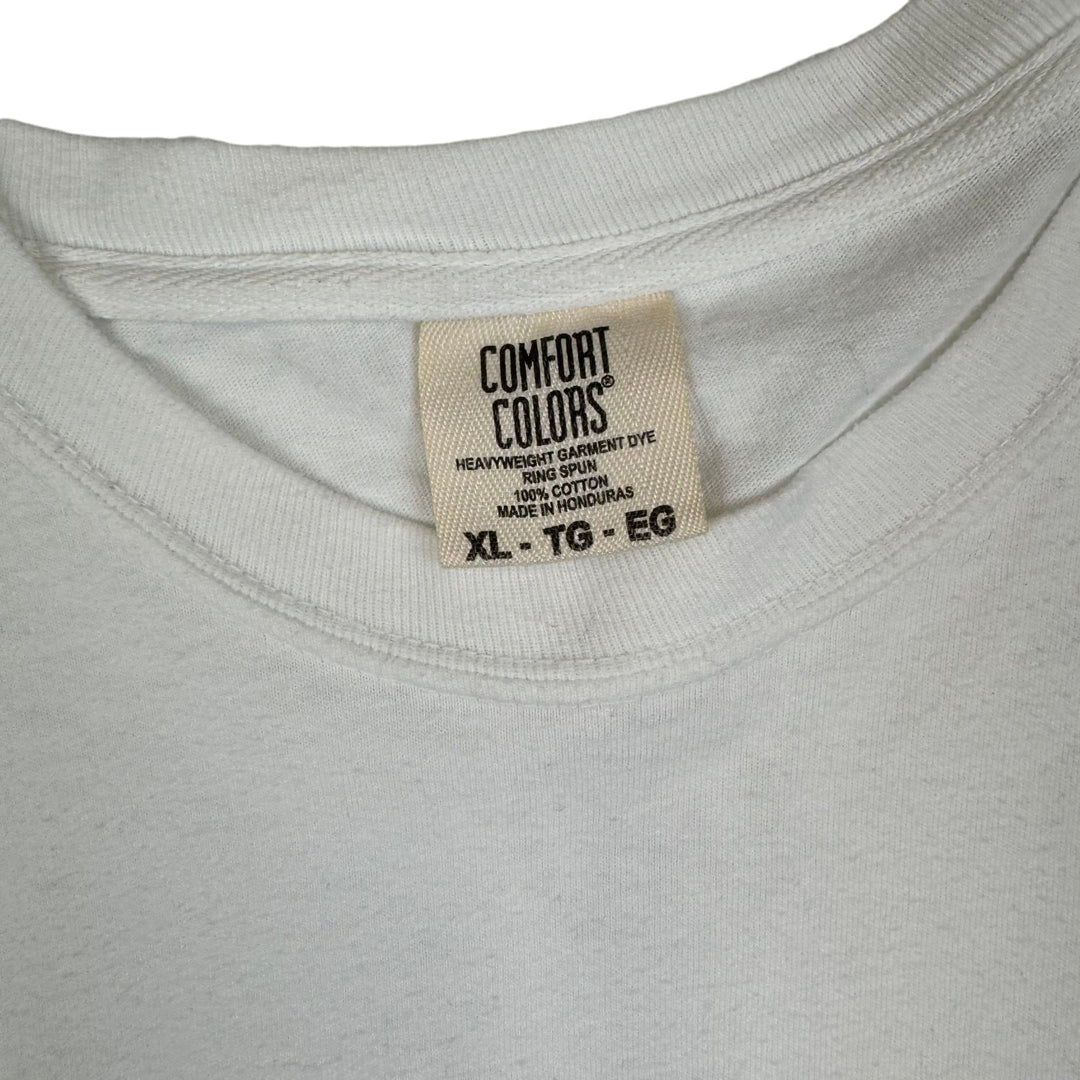 COMFORT
COLORS®
HEAVYWEIGHT GARMENT DYE
RING SPUN
100% COTTON
MADE IN HONDURAS
XL - TG - EG